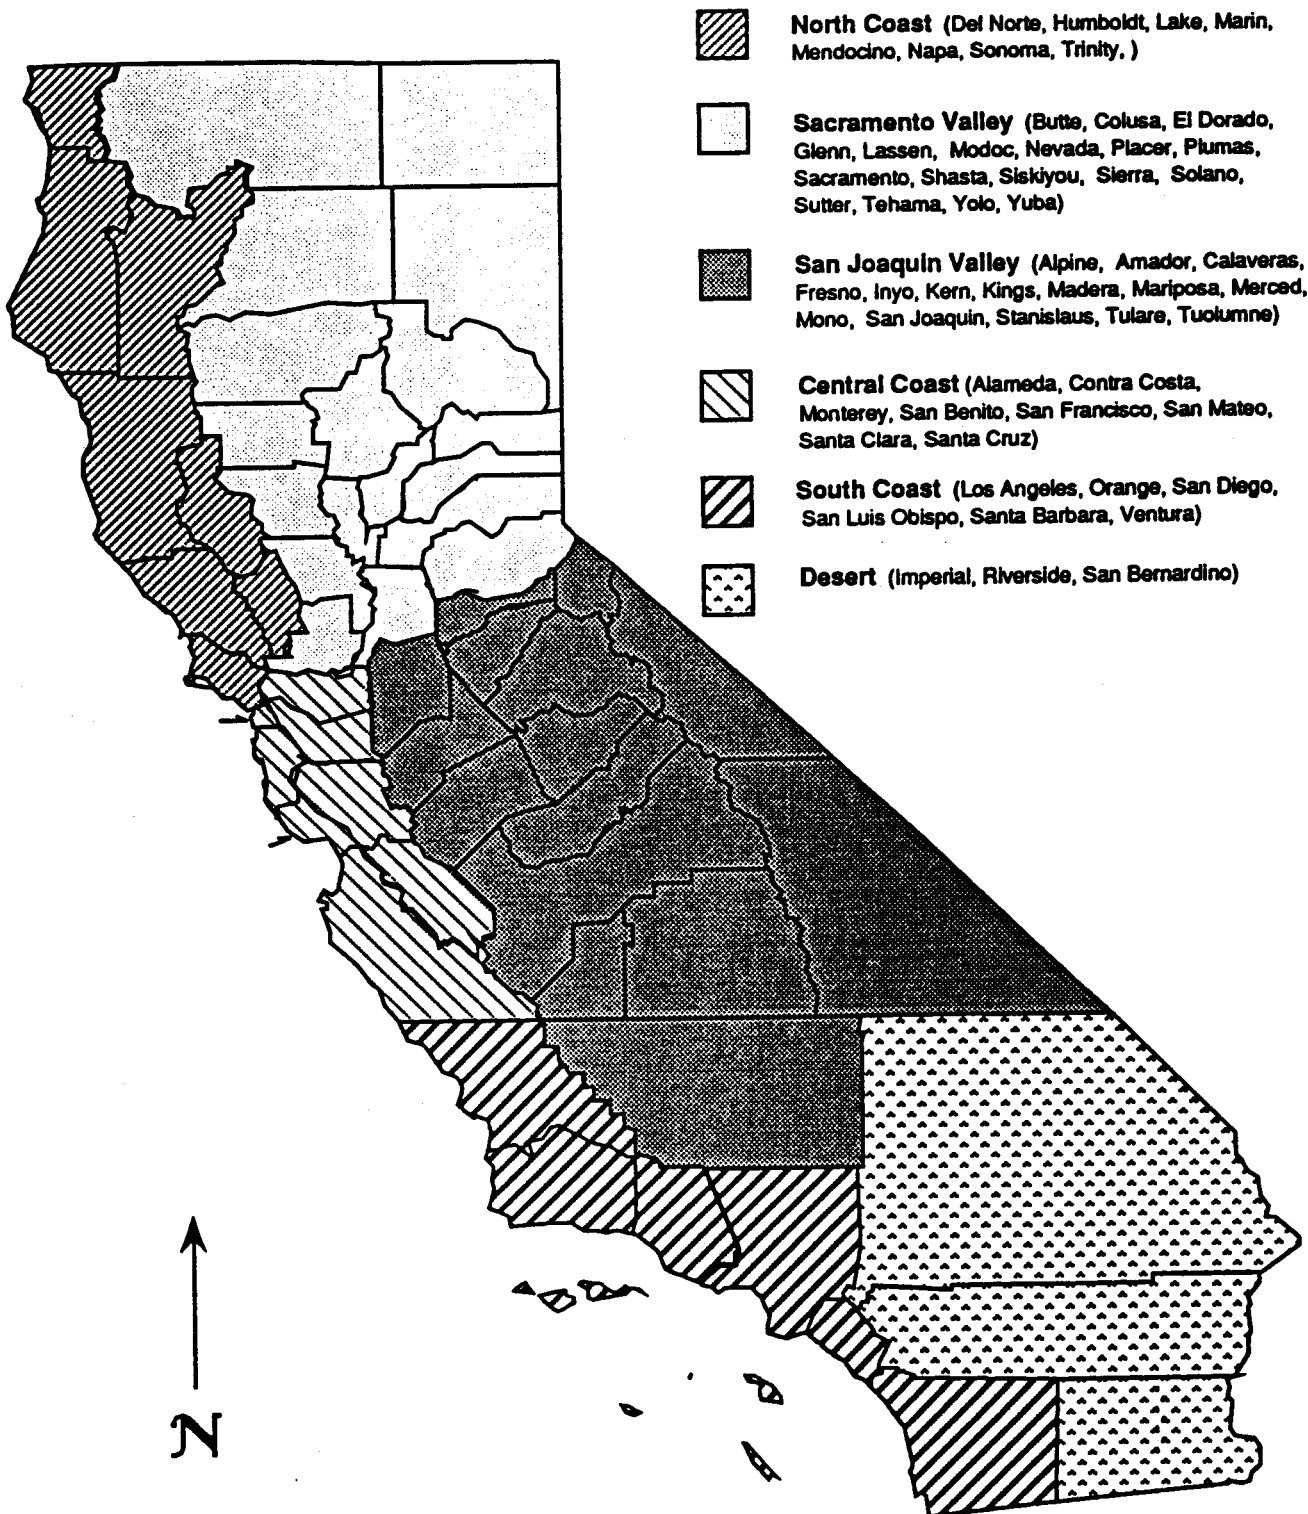 North Coast (Del Norte, Humboldt, Lake, Marin,
Mendocino, Napa, Sonoma, Trinity, )
Sacramento Valley (Butte, Colusa, El Dorado,
Glenn, Lassen, Modoc, Nevada, Placer, Plumas,
Sacramento, Shasta, Siskiyou, Sierra, Solano,
Sutter, Tehama, Yolo, Yuba)
San Joaquin Valley (Alpine, Amador, Calaveras,
Fresno, Inyo, Kern, Kings, Madera, Mariposa, Merced,
Mono, San Joaquin, Stanislaus, Tulare, Tuolumne)
Central Coast (Alameda, Contra Costa,
Monterey, San Benito, San Francisco, San Mateo,
Santa Clara, Santa Cruz)
South Coast (Los Angeles, Orange, San Diego,
San Luis Obispo, Santa Barbara, Ventura)
Desert (Imperial, Riverside, San Bernardino)
N